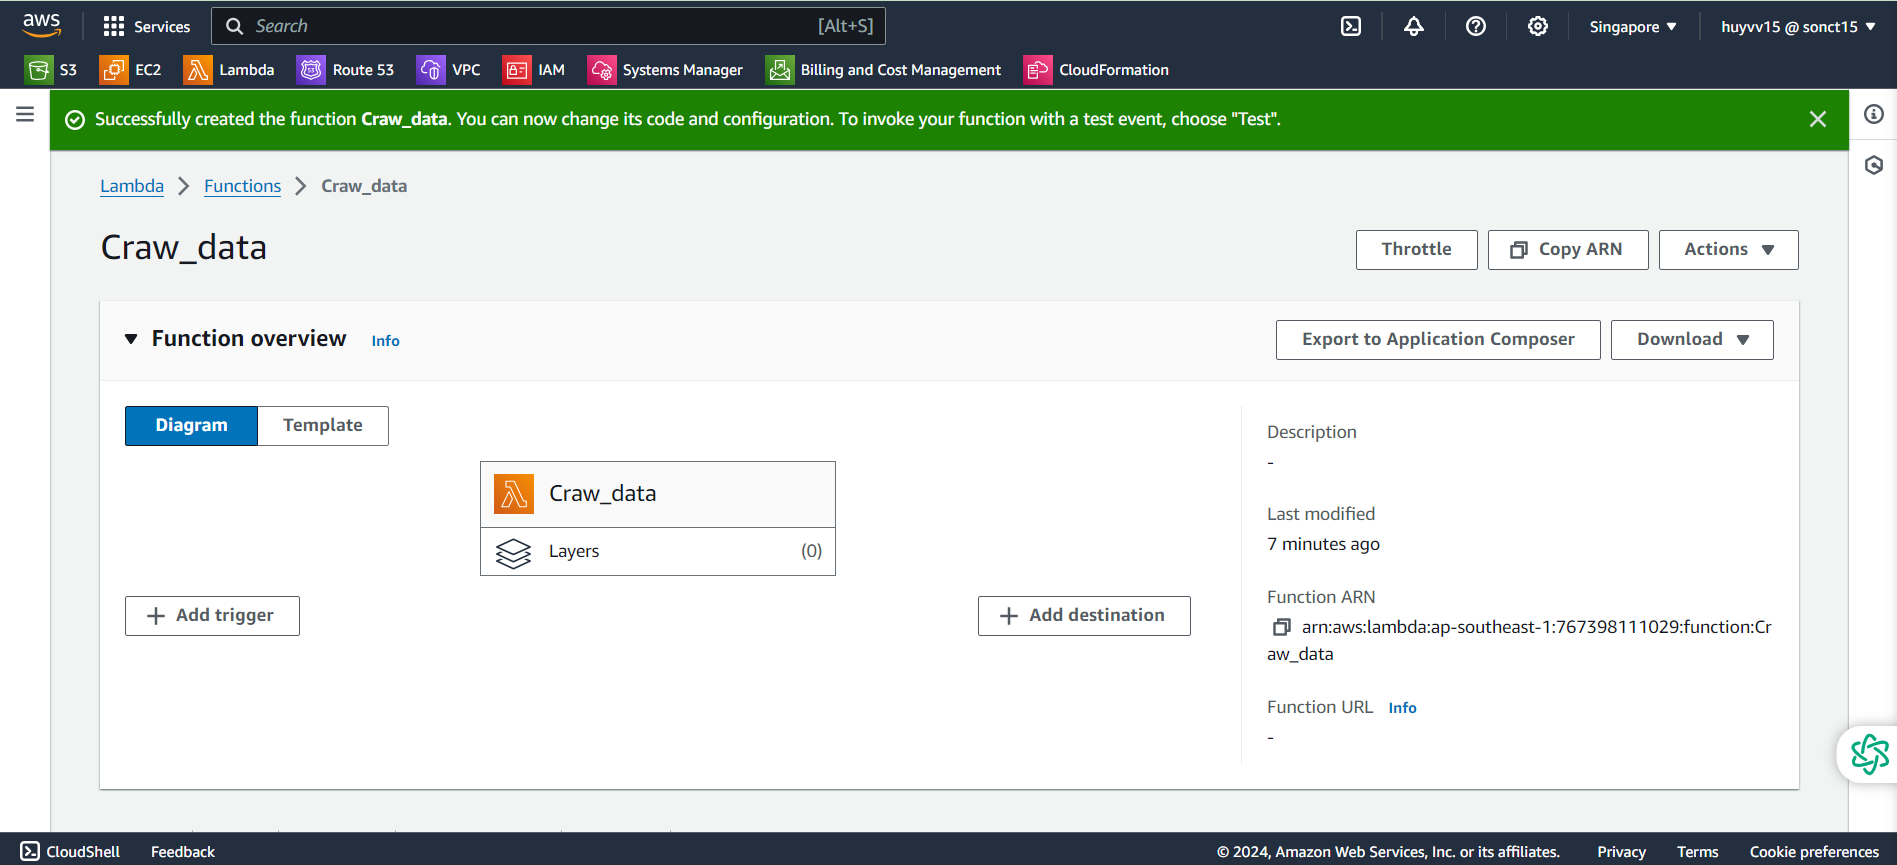 aws Services Search [Alt+S] Singapore huyvv15 @ sonct15
S3 EC2 Lambda Route 53 VPC IAM Systems Manager Billing and Cost Management CloudFormation
Successfully created the function Craw_data. You can now change its code and configuration. To invoke your function with a test event, choose "Test".
Lambda Functions Craw_data
Craw_data
Throttle Copy ARN Actions
Function overview Info
Export to Application Composer Download
Diagram Template
Craw_data
Layers (0)
Add trigger
Add destination
Description
-
Last modified
7 minutes ago
Function ARN
arn:aws:lambda:ap-southeast-1:767398111029:function:Cr
aw_data
Function URL Info
-
CloudShell Feedback © 2024, Amazon Web Services, Inc. or its affiliates. Privacy Terms Cookie preferences